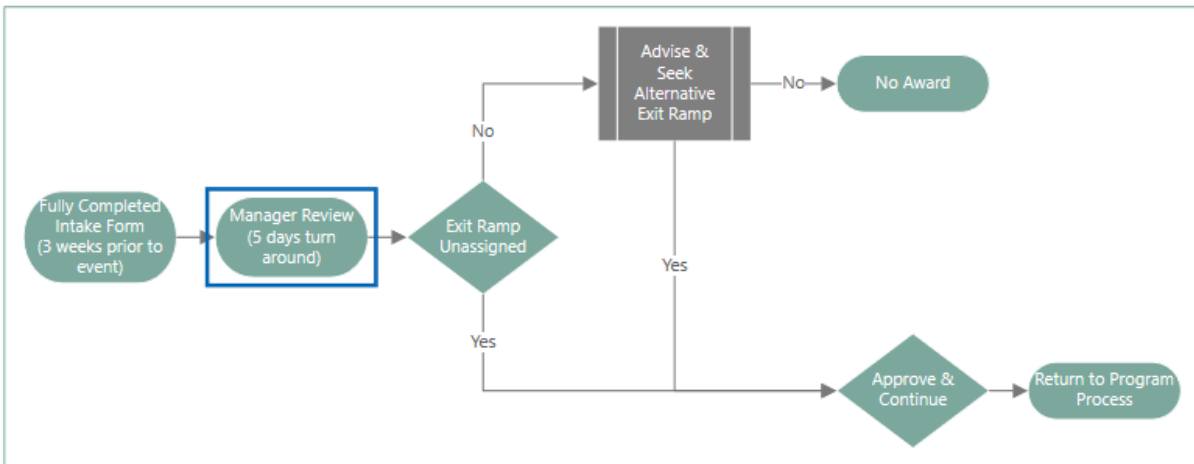 Fully Completed
Intake Form
(3 weeks prior to
event)
Manager Review
(5 days turn
around)
Exit Ramp
Unassigned
No
Yes
Advise &
Seek
Alternative
Exit Ramp
No
No Award
Yes
Approve &
Continue
Return to Program
Process